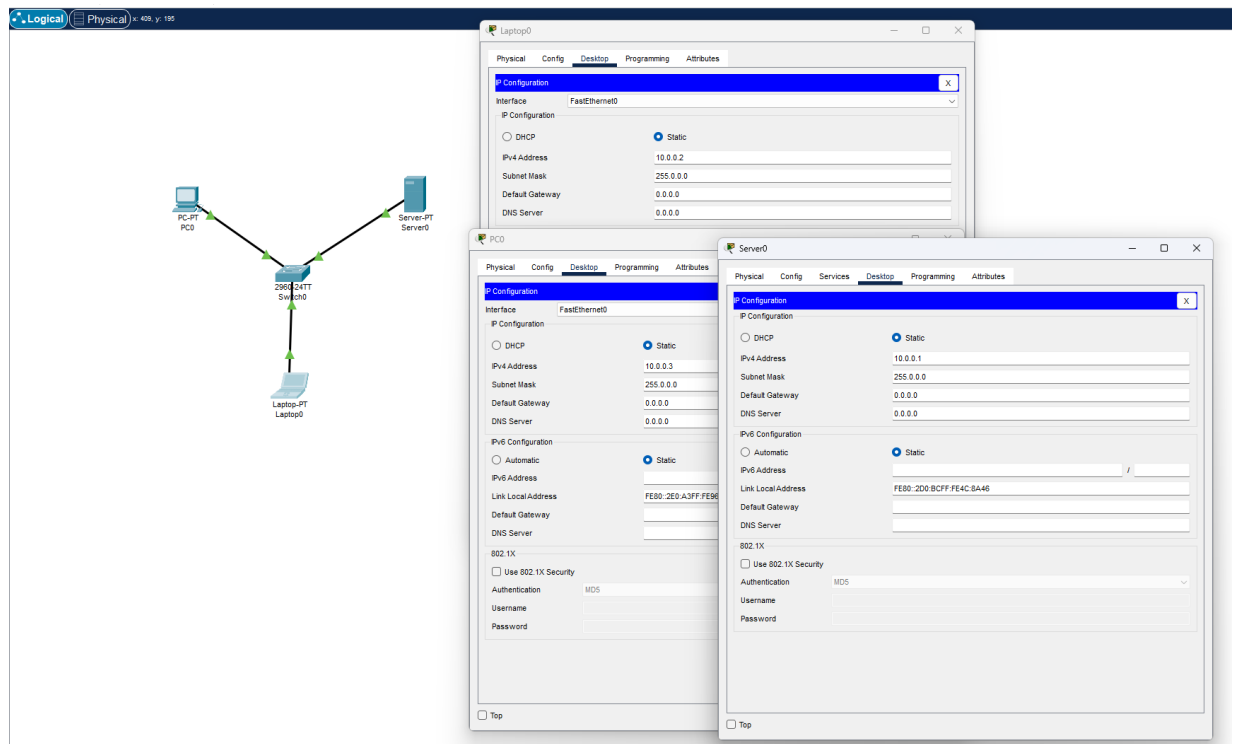 Logical Physical x: 409, y: 195
PC-PT
PC0
Server-PT
Server0
2960-24TT
Switch0
Laptop-PT
Laptop0
Laptop0
Physical Config Desktop Programming Attributes
IP Configuration X
Interface FastEthernet0
IP Configuration
DHCP Static
IPv4 Address 10.0.0.2
Subnet Mask 255.0.0.0
Default Gateway 0.0.0.0
DNS Server 0.0.0.0
PC0
Physical Config Desktop Programming Attributes
IP Configuration
Interface FastEthernet0
IP Configuration
DHCP Static
IPv4 Address 10.0.0.3
Subnet Mask 255.0.0.0
Default Gateway 0.0.0.0
DNS Server 0.0.0.0
IPv6 Configuration
Automatic Static
IPv6 Address
Link Local Address FE80::2E0:A3FF:FE96
Default Gateway
DNS Server
802.1X
Use 802.1X Security
Authentication MD5
Username
Password
Top
Server0
Physical Config Services Desktop Programming Attributes
IP Configuration X
IP Configuration
DHCP Static
IPv4 Address 10.0.0.1
Subnet Mask 255.0.0.0
Default Gateway 0.0.0.0
DNS Server 0.0.0.0
IPv6 Configuration
Automatic Static
IPv6 Address /
Link Local Address FE80::2D0:BCFF:FE4C:8A46
Default Gateway
DNS Server
802.1X
Use 802.1X Security
Authentication MD5
Username
Password
Top